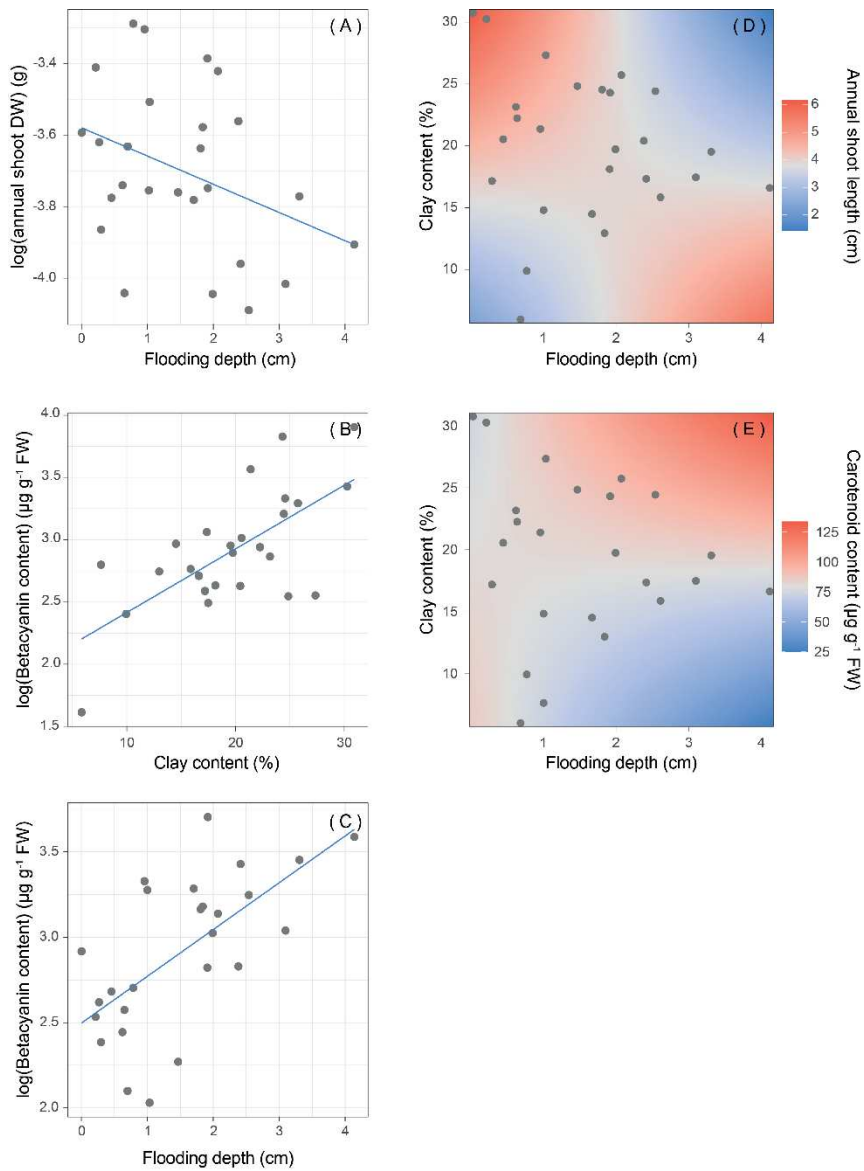 ( A )
log(annual shoot DW) (g)
-3.4
-3.6
-3.8
-4.0
0 1 2 3 4
Flooding depth (cm)
( D )
Clay content (%)
30
25
20
15
10
1 2 3 4
Flooding depth (cm)
Annual shoot length (cm)
6
5
4
3
2
( B )
log(Betacyanin content) (µg g⁻¹ FW)
4.0
3.5
3.0
2.5
2.0
1.5
10 20 30
Clay content (%)
( E )
Clay content (%)
30
25
20
15
10
1 2 3 4
Flooding depth (cm)
Carotenoid content (µg g⁻¹ FW)
125
100
75
50
25
( C )
log(Betacyanin content) (µg g⁻¹ FW)
3.5
3.0
2.5
2.0
0 1 2 3 4
Flooding depth (cm)